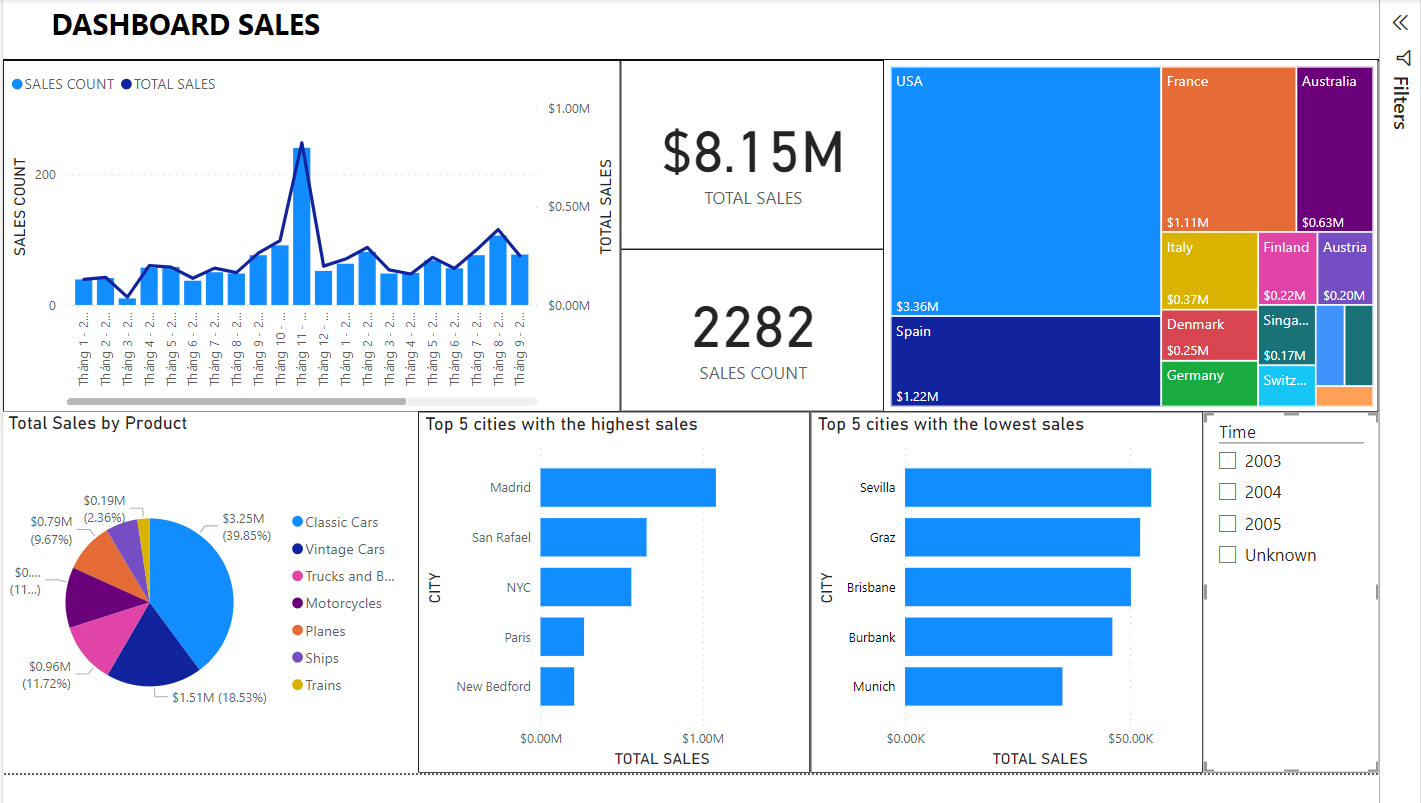 DASHBOARD SALES
Filters
SALES COUNT
TOTAL SALES
SALES COUNT
200
0
$1.00M
$0.50M
$0.00M
TOTAL SALES
Tháng 1 - 2...
Tháng 2 - 2...
Tháng 3 - 2...
Tháng 4 - 2...
Tháng 5 - 2...
Tháng 6 - 2...
Tháng 7 - 2...
Tháng 8 - 2...
Tháng 9 - 2...
Tháng 10 - ...
Tháng 11 - ...
Tháng 12 - ...
Tháng 1 - 2...
Tháng 2 - 2...
Tháng 3 - 2...
Tháng 4 - 2...
Tháng 5 - 2...
Tháng 6 - 2...
Tháng 7 - 2...
Tháng 8 - 2...
Tháng 9 - 2...
$8.15M
TOTAL SALES
2282
SALES COUNT
USA
$3.36M
Spain
$1.22M
France
$1.11M
Australia
$0.63M
Italy
$0.37M
Finland
$0.22M
Austria
$0.20M
Denmark
$0.25M
Germany
Singa...
$0.17M
Switz...
Total Sales by Product
$0.19M
(2.36%)
$0.79M
(9.67%)
$0....
(11...)
$0.96M
(11.72%)
$1.51M (18.53%)
$3.25M
(39.85%)
Classic Cars
Vintage Cars
Trucks and B...
Motorcycles
Planes
Ships
Trains
Top 5 cities with the highest sales
CITY
Madrid
San Rafael
NYC
Paris
New Bedford
$0.00M
$1.00M
TOTAL SALES
Top 5 cities with the lowest sales
CITY
Sevilla
Graz
Brisbane
Burbank
Munich
$0.00K
$50.00K
TOTAL SALES
Time
2003
2004
2005
Unknown